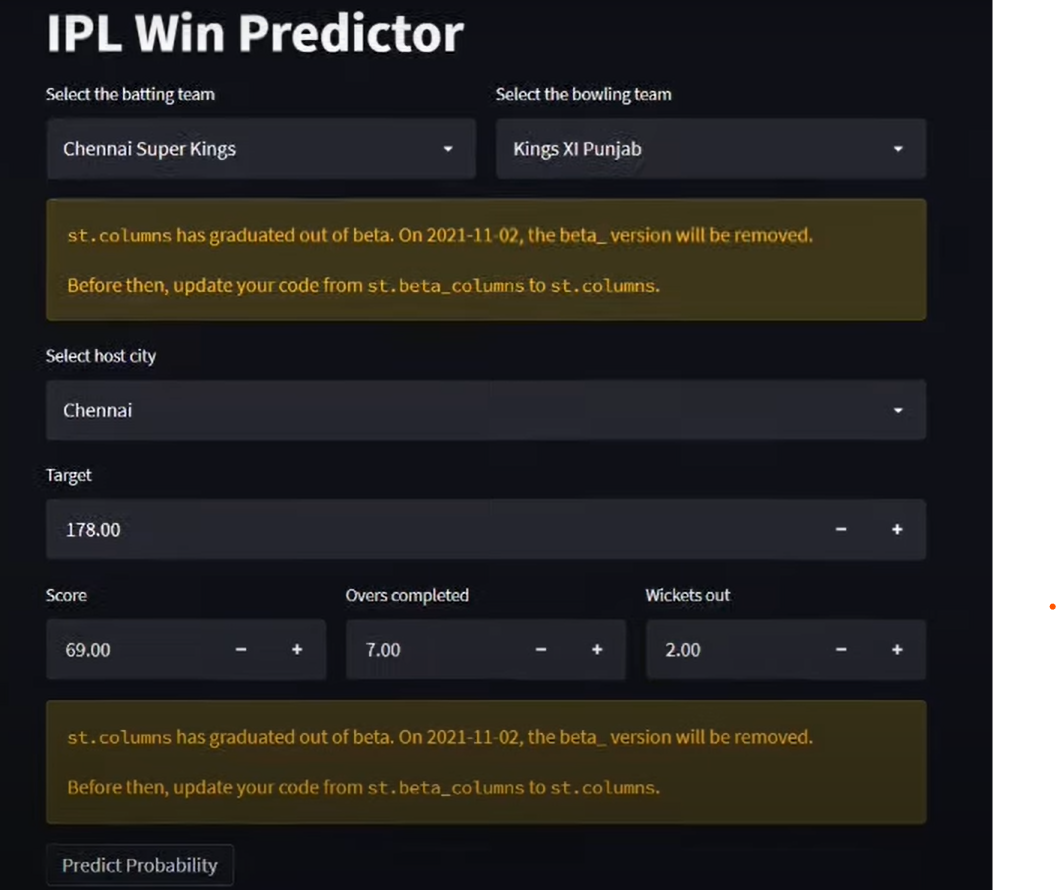 IPL Win Predictor
Select the batting team
Select the bowling team
Chennai Super Kings
Kings XI Punjab
st.columns has graduated out of beta. On 2021-11-02, the beta_ version will be removed.
Before then, update your code from st.beta_columns to st.columns.
Select host city
Chennai
Target
178.00 - +
Score
Overs completed
Wickets out
69.00 - +
7.00 - +
2.00 - +
st.columns has graduated out of beta. On 2021-11-02, the beta_ version will be removed.
Before then, update your code from st.beta_columns to st.columns.
Predict Probability